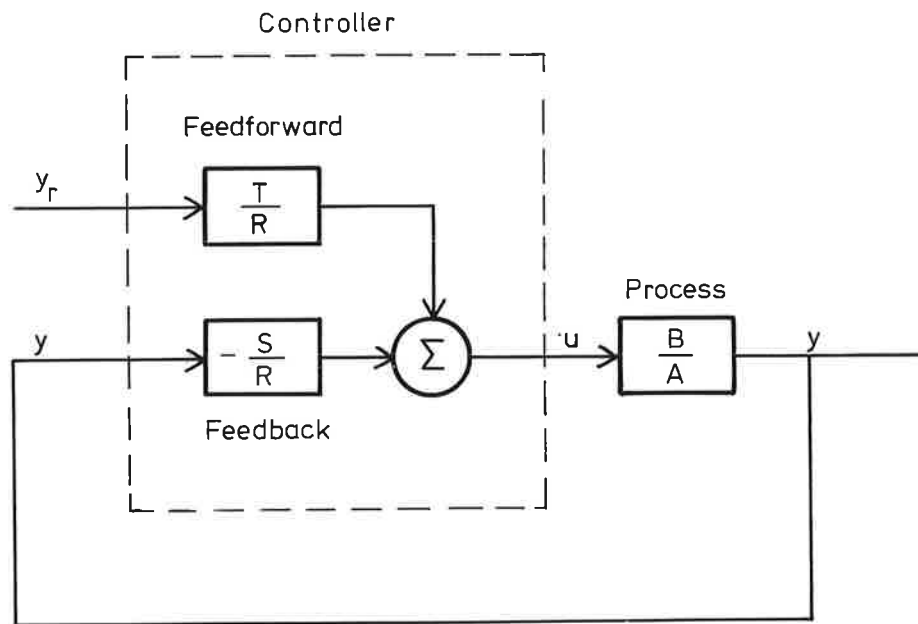 Controller
Feedforward
y_r
T
R
Process
y
- S
R
Σ
u
B
A
y
Feedback